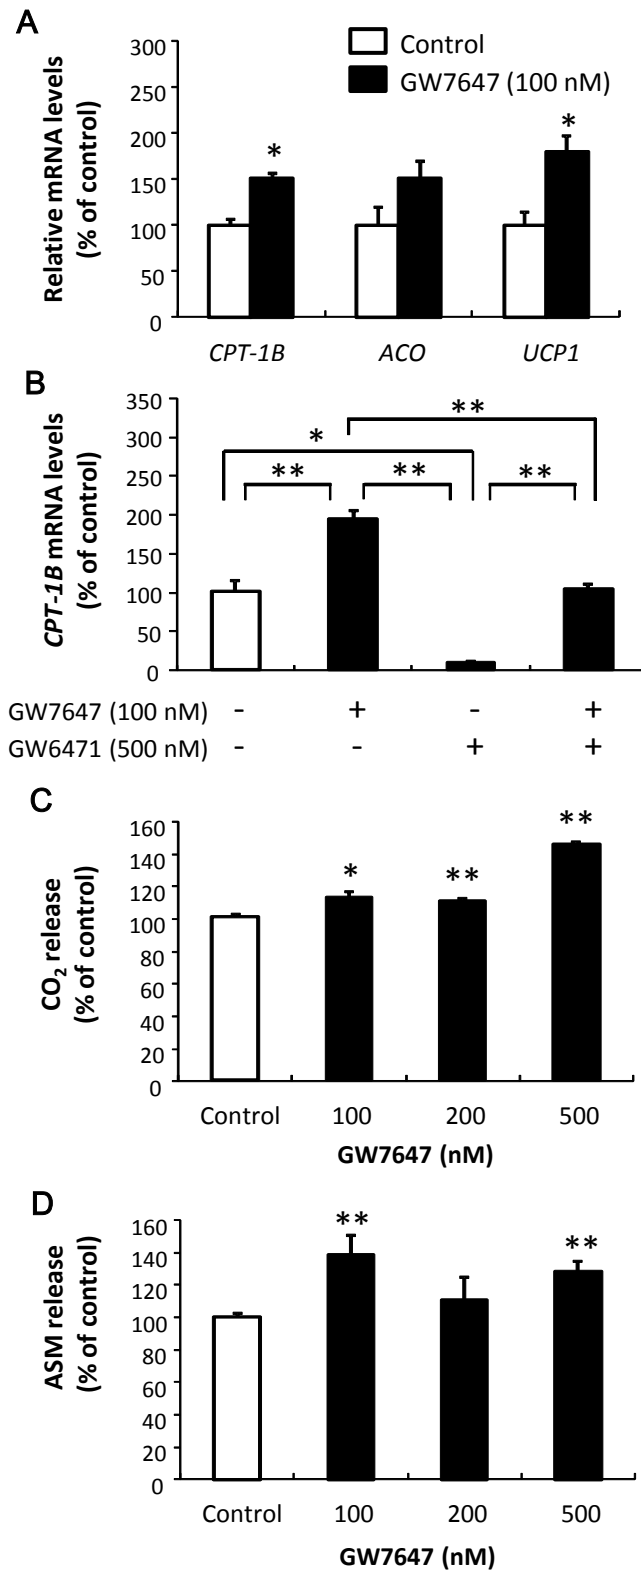 A
Relative mRNA levels
(% of control)
300
250
200
150
100
50
0
Control
GW7647 (100 nM)
*
*
CPT-1B
ACO
UCP1
B
CPT-1B mRNA levels
(% of control)
350
300
250
200
150
100
50
0
**
*
**
**
**
GW7647 (100 nM) - + - +
GW6471 (500 nM) - - + +
C
CO₂ release
(% of control)
160
140
120
100
80
60
40
20
0
*
**
**
Control 100 200 500
GW7647 (nM)
D
ASM release
(% of control)
160
140
120
100
80
60
40
20
0
**
**
Control 100 200 500
GW7647 (nM)